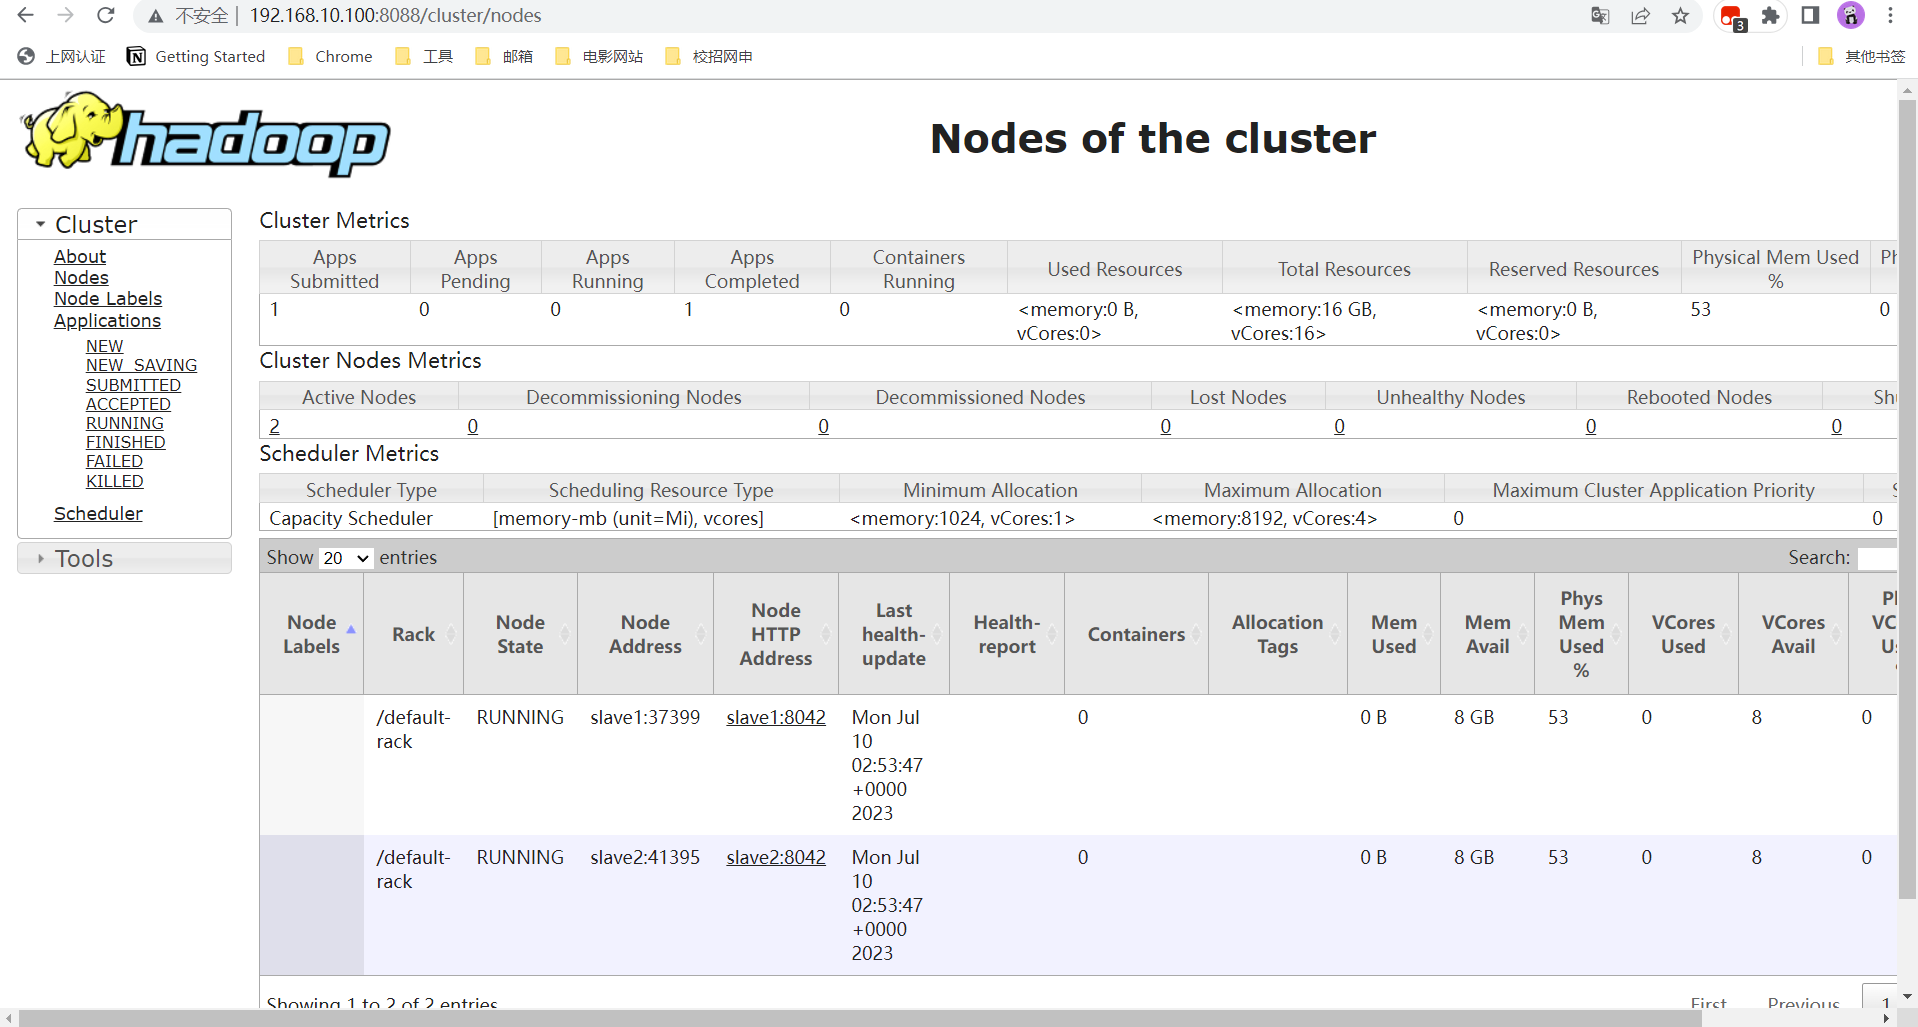 不安全 192.168.10.100:8088/cluster/nodes
3
上网认证 Getting Started Chrome 工具 邮箱 电影网站 校招网申 其他书签
hadoop
Nodes of the cluster
Cluster
About
Nodes
Node Labels
Applications
NEW
NEW_SAVING
SUBMITTED
ACCEPTED
RUNNING
FINISHED
FAILED
KILLED
Scheduler
Tools
Cluster Metrics
Apps Submitted Apps Pending Apps Running Apps Completed Containers Running Used Resources Total Resources Reserved Resources Physical Mem Used %
1 0 0 1 0 <memory:0 B, vCores:0> <memory:16 GB, vCores:16> <memory:0 B, vCores:0> 53 0
Cluster Nodes Metrics
Active Nodes Decommissioning Nodes Decommissioned Nodes Lost Nodes Unhealthy Nodes Rebooted Nodes
2 0 0 0 0 0 0
Scheduler Metrics
Scheduler Type Scheduling Resource Type Minimum Allocation Maximum Allocation Maximum Cluster Application Priority
Capacity Scheduler [memory-mb (unit=Mi), vcores] <memory:1024, vCores:1> <memory:8192, vCores:4> 0 0
Show 20 entries Search:
Node Labels Rack Node State Node Address Node HTTP Address Last health-update Health-report Containers Allocation Tags Mem Used Mem Avail Phys Mem Used % VCores Used VCores Avail
/default-rack RUNNING slave1:37399 slave1:8042 Mon Jul 10 02:53:47 +0000 2023 0 0 B 8 GB 53 0 8 0
/default-rack RUNNING slave2:41395 slave2:8042 Mon Jul 10 02:53:47 +0000 2023 0 0 B 8 GB 53 0 8 0
Showing 1 to 2 of 2 entries First Previous 1